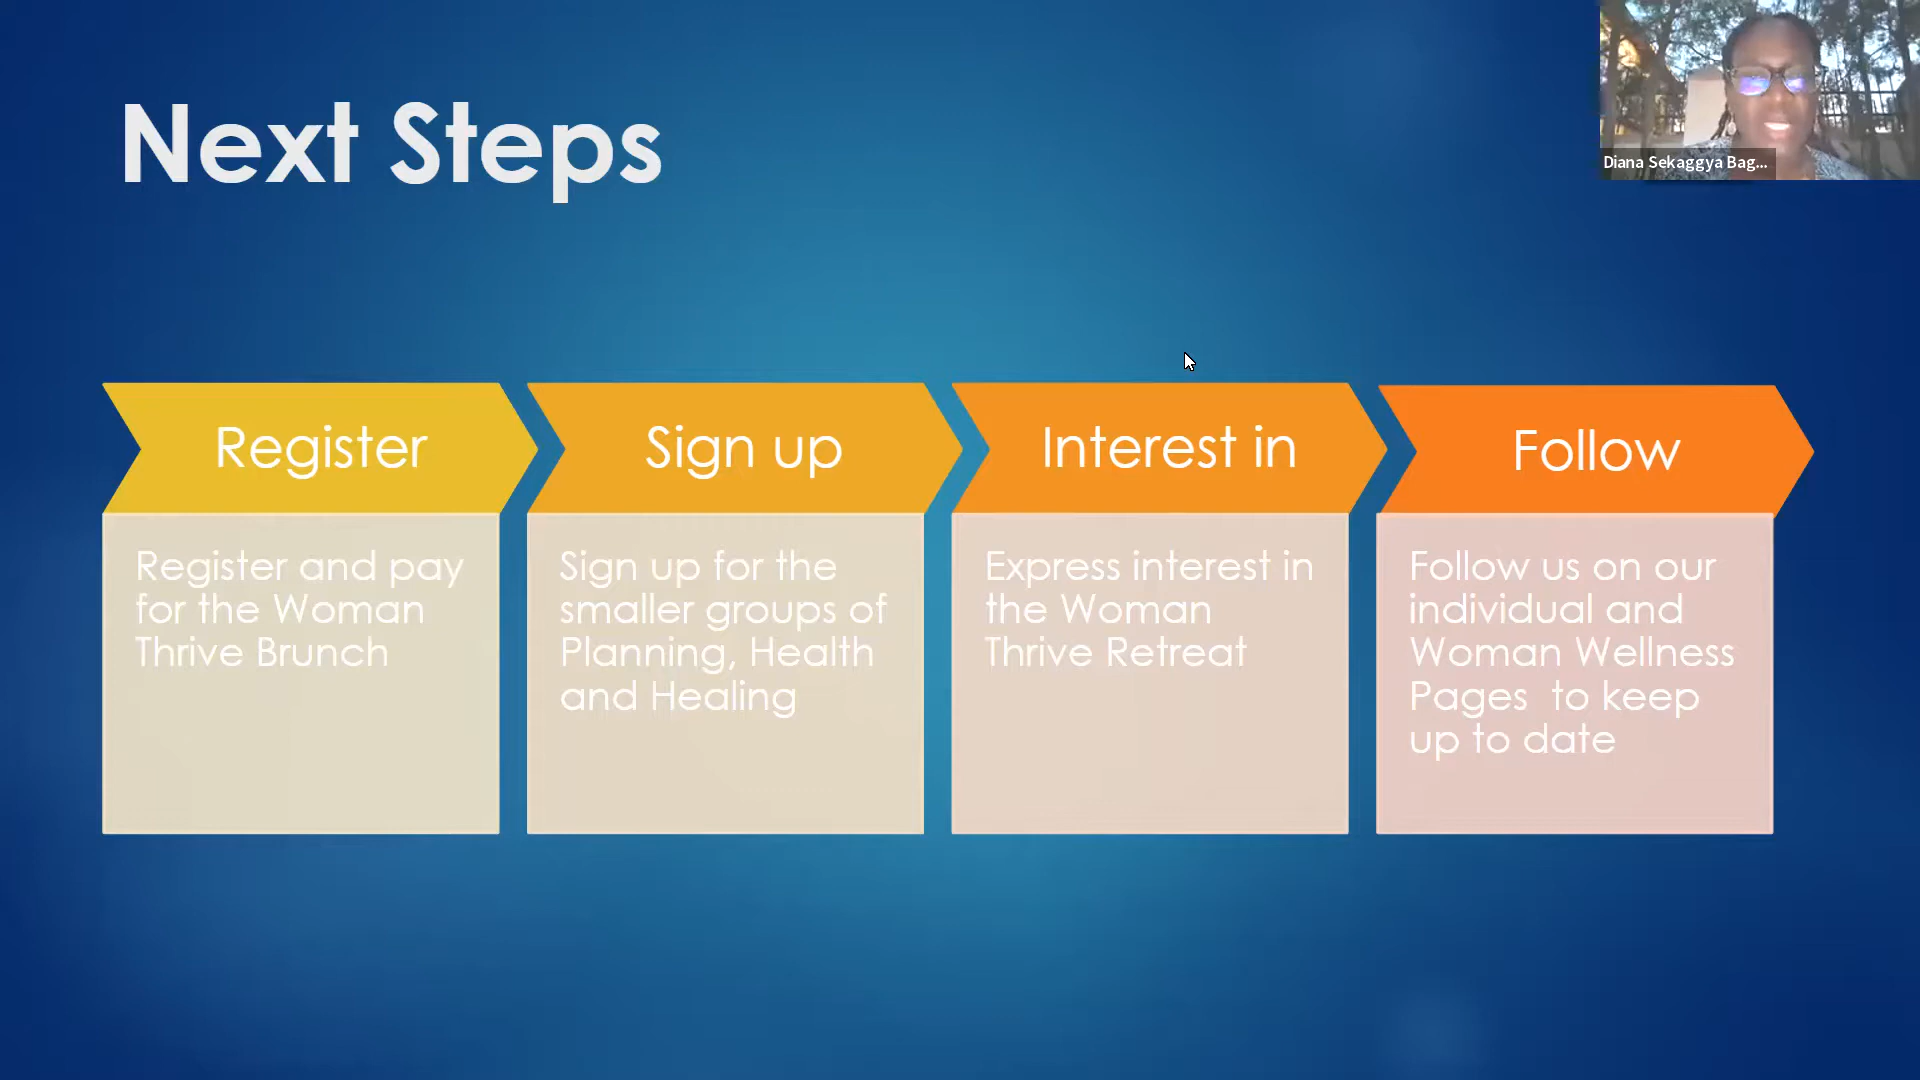 Next Steps
Diana Sekaggya Bag...
Register
Register and pay
for the Woman
Thrive Brunch
Sign up
Sign up for the
smaller groups of
Planning, Health
and Healing
Interest in
Express interest in
the Woman
Thrive Retreat
Follow
Follow us on our
individual and
Woman Wellness
Pages  to keep
up to date